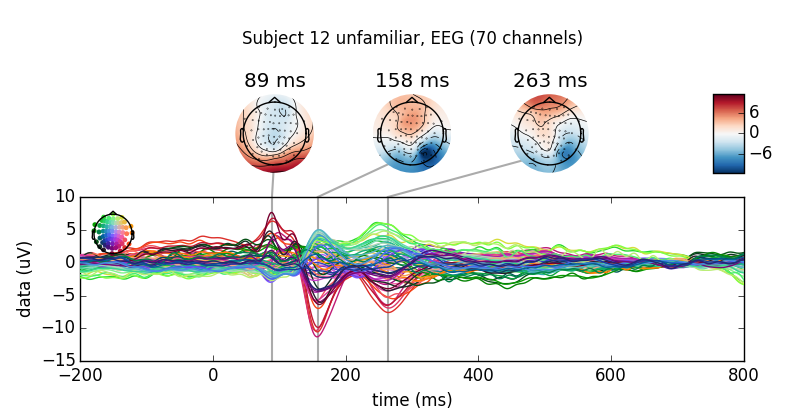 Subject 12 unfamiliar, EEG (70 channels)
89 ms 158 ms 263 ms
6
0
−6
10
5
0
−5
−10
−15
data (uV)
−200 0 200 400 600 800
time (ms)